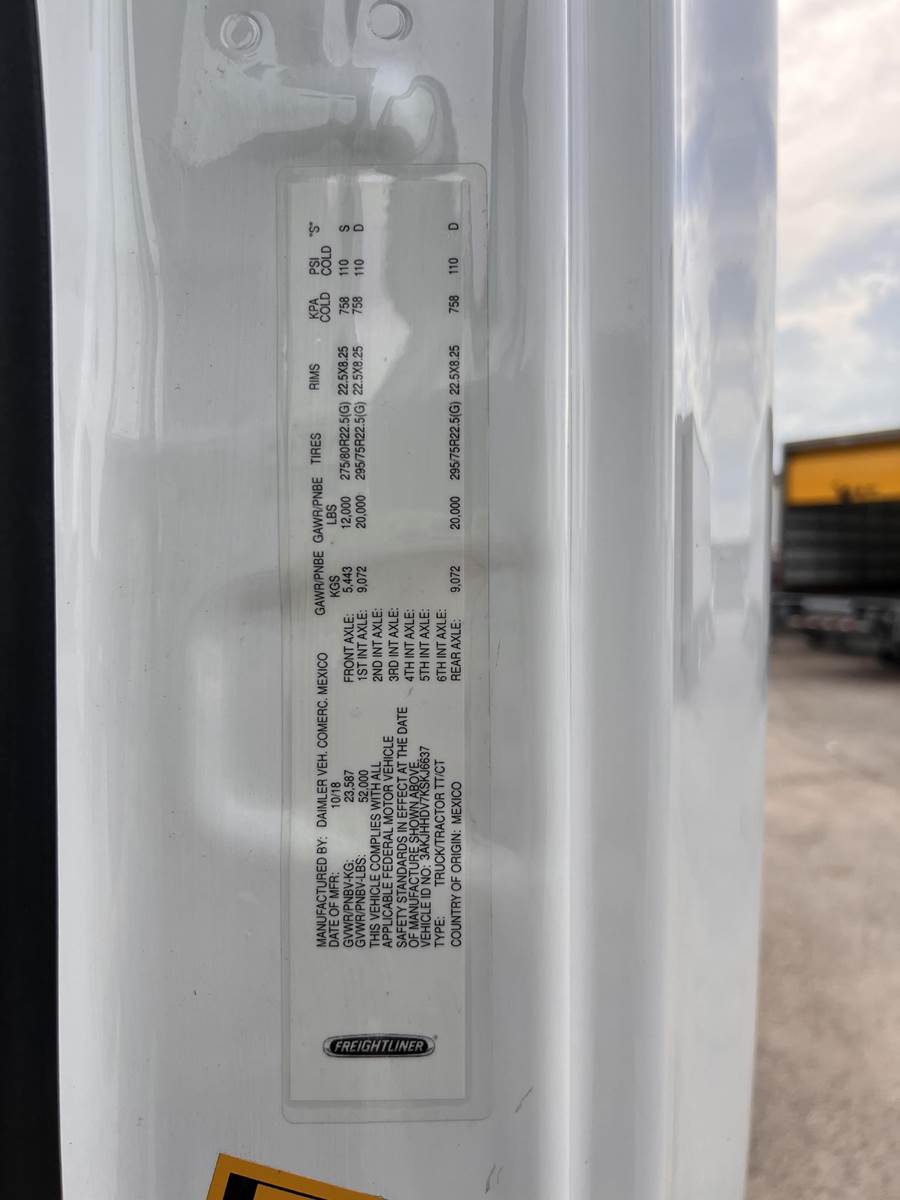 FREIGHTLINER
MANUFACTURED BY: DAIMLER VEH. COMERC. MEXICO
DATE OF MFR: 10/18
GVWR/PNBV-KG: 23,587
GVWR/PNBV-LBS: 52,000
THIS VEHICLE COMPLIES WITH ALL
APPLICABLE FEDERAL MOTOR VEHICLE
SAFETY STANDARDS IN EFFECT AT THE DATE
OF MANUFACTURE SHOWN ABOVE.
VEHICLE ID NO: 3AKJHHDV7KSKJ6637
TYPE: TRUCK/TRACTOR TT/CT
COUNTRY OF ORIGIN: MEXICO
GAWR/PNBE GAWR/PNBE TIRES RIMS KPA PSI "S"
KGS LBS COLD COLD
FRONT AXLE: 5,443 12,000 275/80R22.5(G) 22.5X8.25 758 110 S
1ST INT AXLE: 9,072 20,000 295/75R22.5(G) 22.5X8.25 758 110 D
2ND INT AXLE:
3RD INT AXLE:
4TH INT AXLE:
5TH INT AXLE:
6TH INT AXLE:
REAR AXLE: 9,072 20,000 295/75R22.5(G) 22.5X8.25 758 110 D